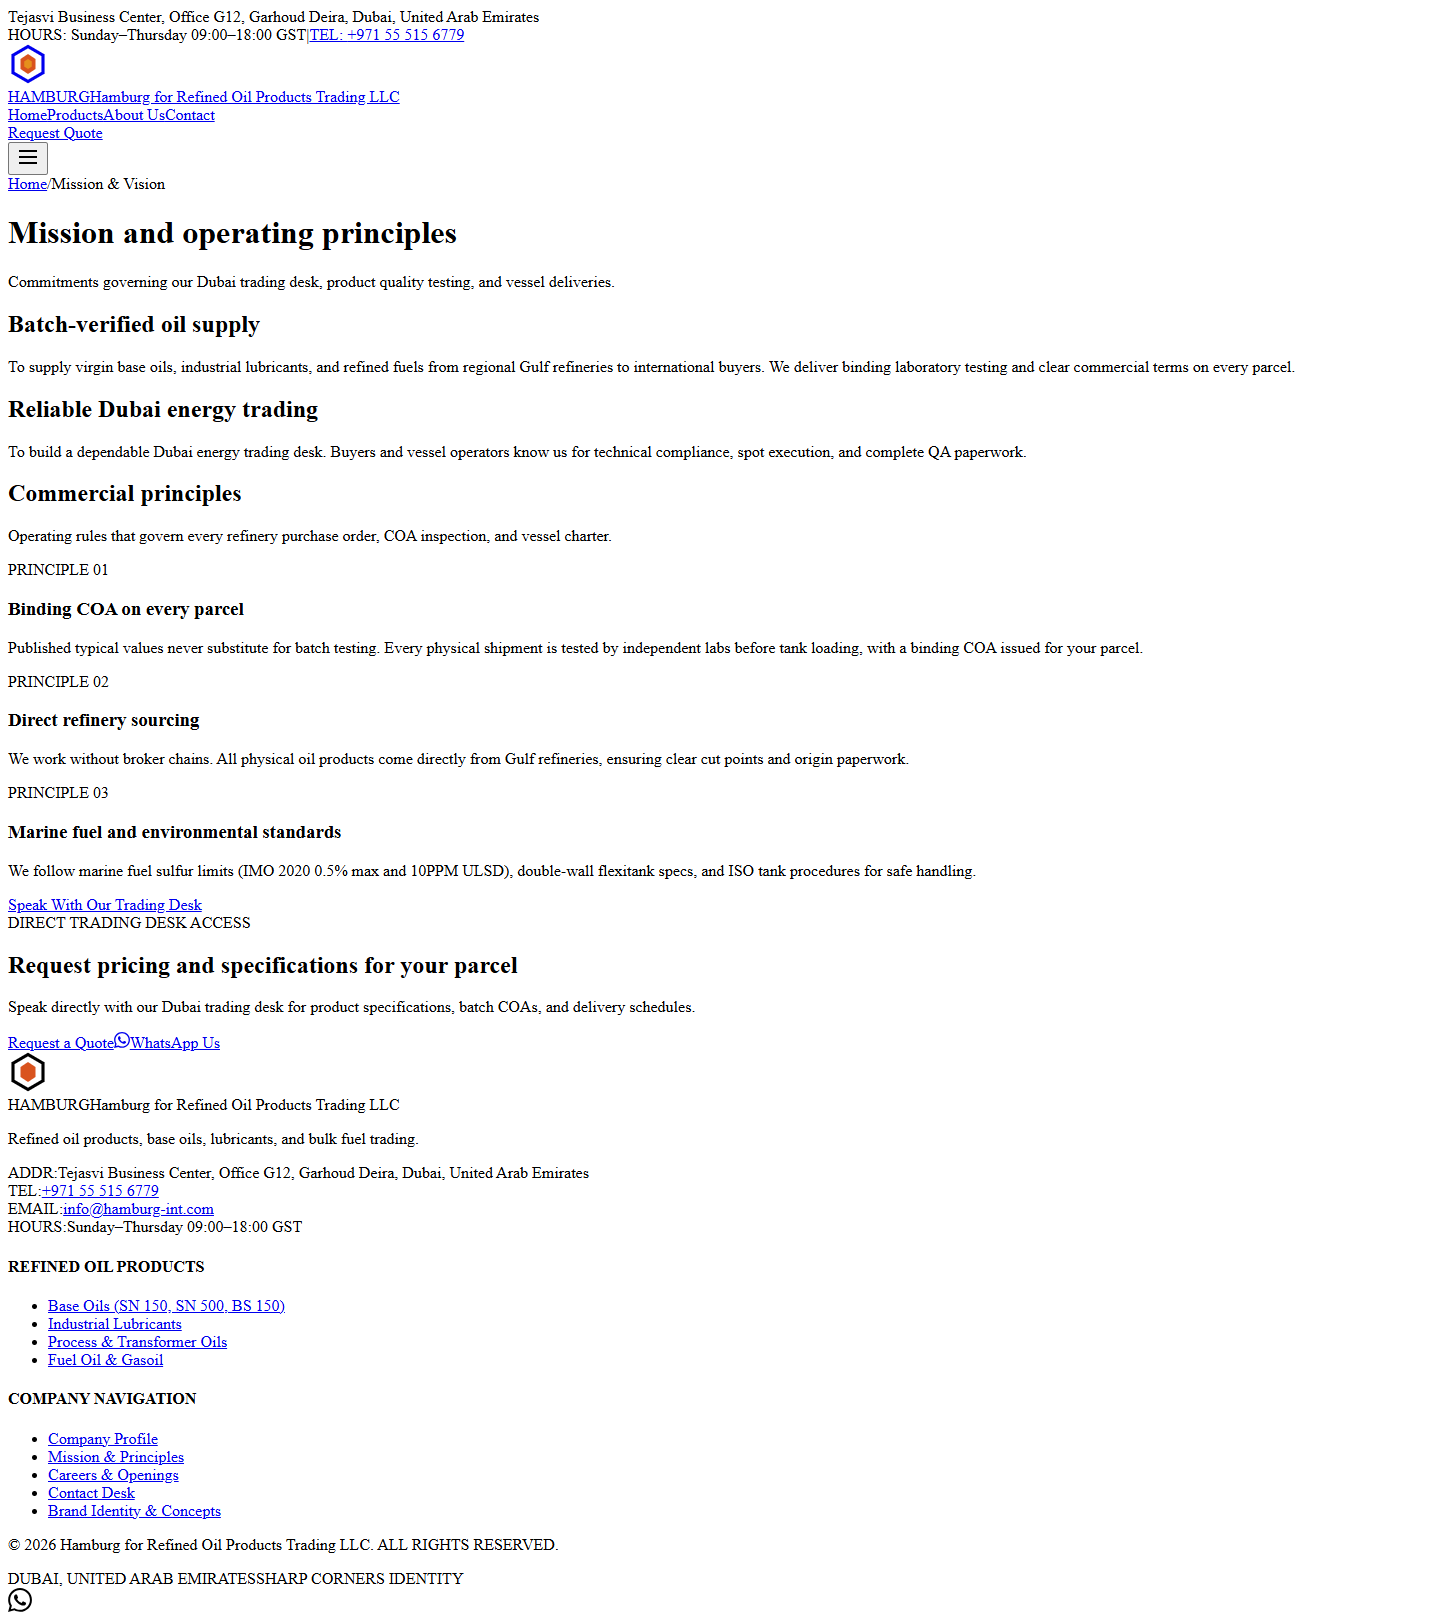 Tejasvi Business Center, Office G12, Garhoud Deira, Dubai, United Arab Emirates
HOURS: Sunday–Thursday 09:00–18:00 GST|TEL: +971 55 515 6779
HAMBURGHamburg for Refined Oil Products Trading LLC
HomeProductsAbout UsContact
Request Quote
Home/Mission & Vision
Mission and operating principles
Commitments governing our Dubai trading desk, product quality testing, and vessel deliveries.
Batch-verified oil supply
To supply virgin base oils, industrial lubricants, and refined fuels from regional Gulf refineries to international buyers. We deliver binding laboratory testing and clear commercial terms on every parcel.
Reliable Dubai energy trading
To build a dependable Dubai energy trading desk. Buyers and vessel operators know us for technical compliance, spot execution, and complete QA paperwork.
Commercial principles
Operating rules that govern every refinery purchase order, COA inspection, and vessel charter.
PRINCIPLE 01
Binding COA on every parcel
Published typical values never substitute for batch testing. Every physical shipment is tested by independent labs before tank loading, with a binding COA issued for your parcel.
PRINCIPLE 02
Direct refinery sourcing
We work without broker chains. All physical oil products come directly from Gulf refineries, ensuring clear cut points and origin paperwork.
PRINCIPLE 03
Marine fuel and environmental standards
We follow marine fuel sulfur limits (IMO 2020 0.5% max and 10PPM ULSD), double-wall flexitank specs, and ISO tank procedures for safe handling.
Speak With Our Trading Desk
DIRECT TRADING DESK ACCESS
Request pricing and specifications for your parcel
Speak directly with our Dubai trading desk for product specifications, batch COAs, and delivery schedules.
Request a QuoteWhatsApp Us
HAMBURGHamburg for Refined Oil Products Trading LLC
Refined oil products, base oils, lubricants, and bulk fuel trading.
ADDR:Tejasvi Business Center, Office G12, Garhoud Deira, Dubai, United Arab Emirates
TEL:+971 55 515 6779
EMAIL:info@hamburg-int.com
HOURS:Sunday–Thursday 09:00–18:00 GST
REFINED OIL PRODUCTS
Base Oils (SN 150, SN 500, BS 150)
Industrial Lubricants
Process & Transformer Oils
Fuel Oil & Gasoil
COMPANY NAVIGATION
Company Profile
Mission & Principles
Careers & Openings
Contact Desk
Brand Identity & Concepts
© 2026 Hamburg for Refined Oil Products Trading LLC. ALL RIGHTS RESERVED.
DUBAI, UNITED ARAB EMIRATESSHARP CORNERS IDENTITY